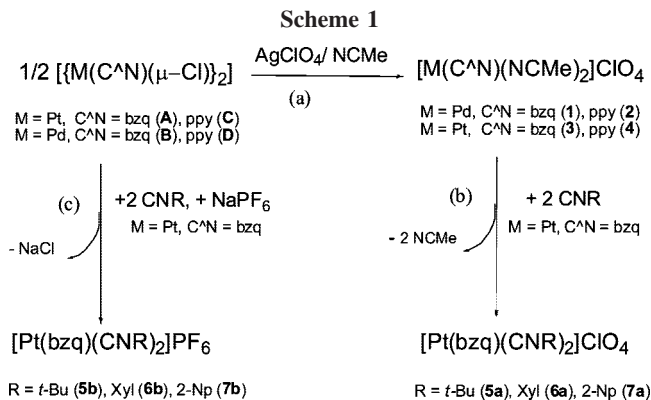 Scheme 1
1/2 [{M(C^N)(μ−Cl)}2]
AgClO4/ NCMe
(a)
[M(C^N)(NCMe)2]ClO4
M = Pt, C^N = bzq (A), ppy (C)
M = Pd, C^N = bzq (B), ppy (D)
M = Pd, C^N = bzq (1), ppy (2)
M = Pt, C^N = bzq (3), ppy (4)
(c)
+2 CNR, + NaPF6
M = Pt, C^N = bzq
- NaCl
(b)
+ 2 CNR
M = Pt, C^N = bzq
- 2 NCMe
[Pt(bzq)(CNR)2]PF6
[Pt(bzq)(CNR)2]ClO4
R = t-Bu (5b), Xyl (6b), 2-Np (7b)
R = t-Bu (5a), Xyl (6a), 2-Np (7a)